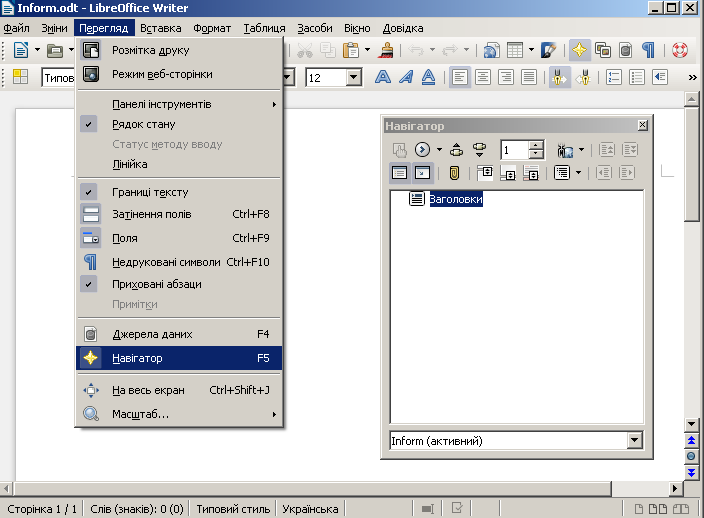 Inform.odt - LibreOffice Writer
Файл Зміни Перегляд Вставка Формат Таблиця Засоби Вікно Довідка
Розмітка друку
Режим веб-сторінки
Типов
12
Панелі інструментів
Рядок стану
Статус методу вводу
Лінійка
Границі тексту
Затінення полів Ctrl+F8
Поля Ctrl+F9
Недруковані символи Ctrl+F10
Приховані абзаци
Примітки
Джерела даних F4
Навігатор F5
На весь екран Ctrl+Shift+J
Масштаб...
Навігатор
1
Заголовки
Inform (активний)
Сторінка 1 / 1 Слів (знаків): 0 (0) Типовий стиль Українська